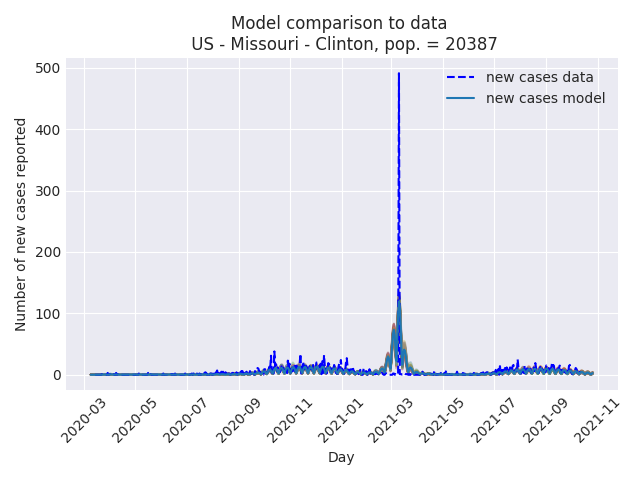 Model comparison to data
US - Missouri - Clinton, pop. = 20387
new cases data
new cases model
Number of new cases reported
500
400
300
200
100
0
2020-03
2020-05
2020-07
2020-09
2020-11
2021-01
2021-03
2021-05
2021-07
2021-09
2021-11
Day